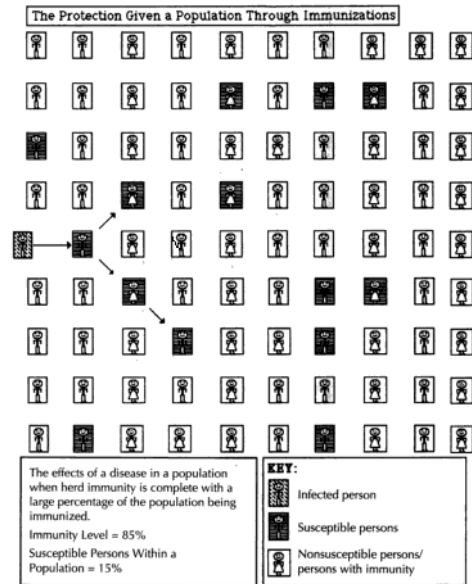 The Protection Given a Population Through Immunizations
The effects of a disease in a population
when herd immunity is complete with a
large percentage of the population being
immunized.
Immunity Level = 85%
Susceptible Persons Within a
Population = 15%
KEY:
Infected person
Susceptible persons
Nonsusceptible persons/
persons with immunity